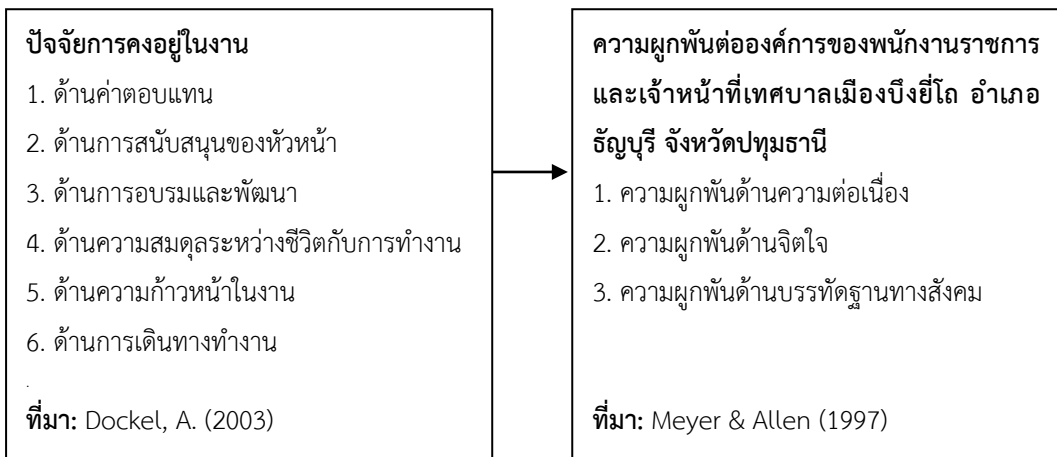 ปัจจัยการคงอยู่ในงาน
1. ด้านค่าตอบแทน
2. ด้านการสนับสนุนของหัวหน้า
3. ด้านการอบรมและพัฒนา
4. ด้านความสมดุลระหว่างชีวิตกับการทำงาน
5. ด้านความก้าวหน้าในงาน
6. ด้านการเดินทางทำงาน
.
ที่มา: Dockel, A. (2003)
ความผูกพันต่อองค์การของพนักงานราชการ
และเจ้าหน้าที่เทศบาลเมืองบึงยี่โถ อำเภอ
ธัญบุรี จังหวัดปทุมธานี
1. ความผูกพันด้านความต่อเนื่อง
2. ความผูกพันด้านจิตใจ
3. ความผูกพันด้านบรรทัดฐานทางสังคม
ที่มา: Meyer & Allen (1997)